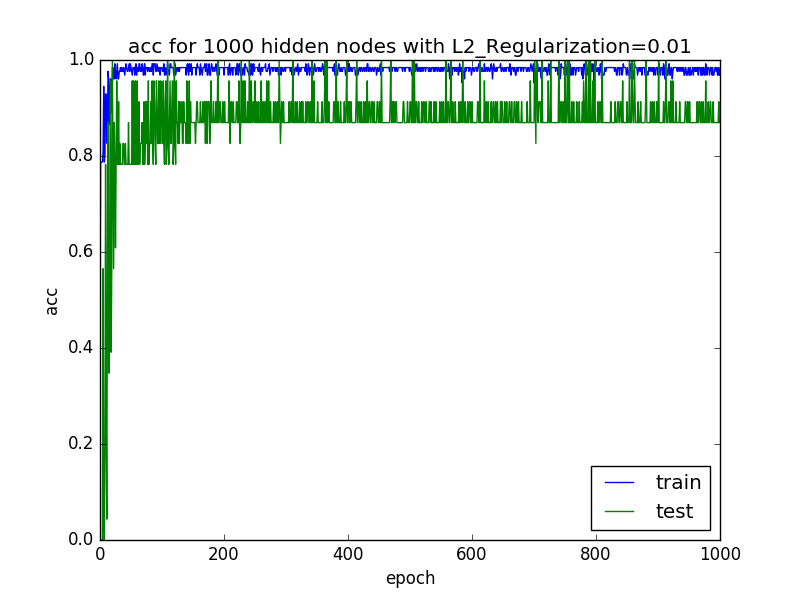 acc for 1000 hidden nodes with L2_Regularization=0.01
1.0
0.8
0.6
0.4
0.2
0.0
acc
0 200 400 600 800 1000
epoch
train
test